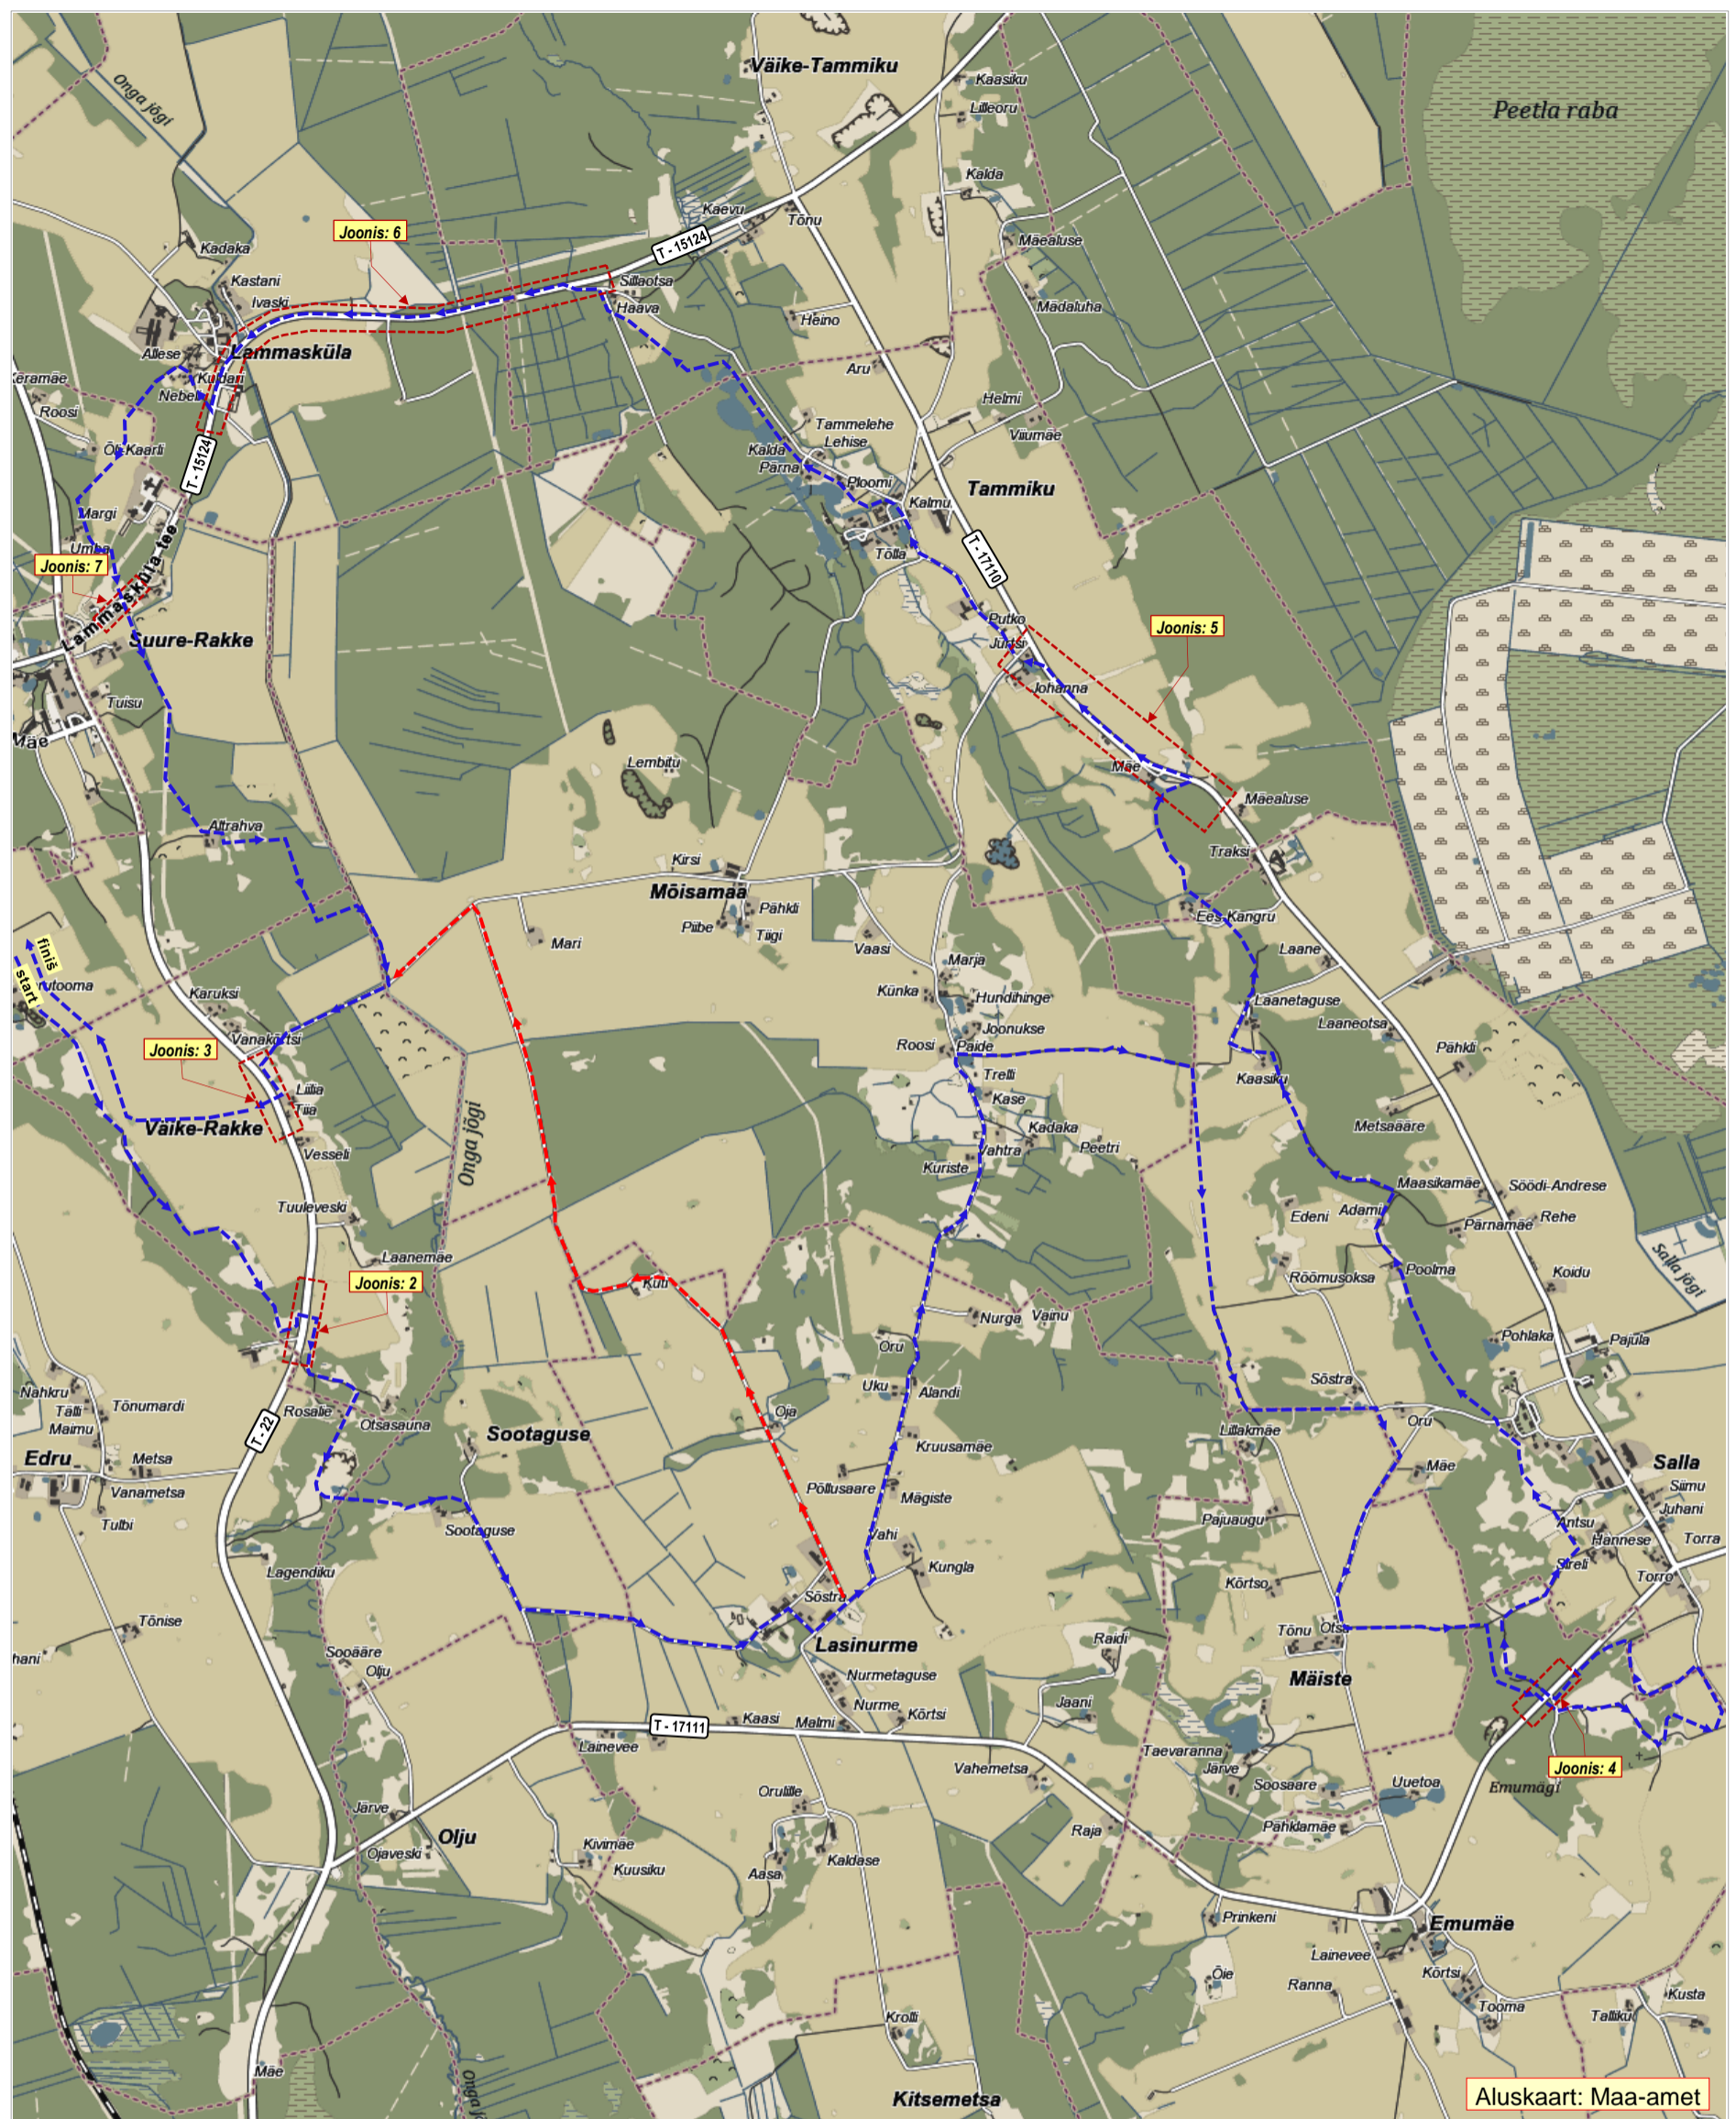 Väike-Tammiku
Kaasiku
Lilleoru
Peetla raba
Onga jõgi
Kalda
Kaevu
Tõnu
Joonis: 6
T - 15124
Mäealuse
Kadaka
Kastani
Ivaski
Sillaotsa
Haava
Mädaluha
Heino
Allese
Lammasküla
Kuldari
Nebeli
Aru
Keramäe
Roosi
Helmi
Viiumäe
Tammelehe
Lehise
Õli-Kaarli
Kalda
Pärna
T - 15124
Ploomi
Tammiku
Kalmu
Margi
Umba
Tõlla
T - 17110
Joonis: 7
Lammasküla tee
Putko
Joonis: 5
Suure-Rakke
Jürtsi
Johanna
Tuisu
Mäe
Lembitu
Mäe
Mäealuse
Altrahva
Traksi
Kirsi
Mõisamaa
Pähkli
Piibe
Tiigi
Ees-Kangru
Mari
Vaasi
Laane
finiš
start
Marja
Künka
Hundihinge
Karuksi
Laanetaguse
Joonukse
Laaneotsa
Vanakõrtsi
Joonis: 3
Roosi
Paide
Pähkli
Trelli
Kaasiku
Liilia
Tiia
Kase
Väike-Rakke
Onga jõgi
Kadaka
Metsaääre
Vesseli
Vahtra
Peetri
Kuriste
Maasikamäe
Söödi-Andrese
Tuuleveski
Edeni
Adami
Pärnamäe
Rehe
Laanemäe
Salla jõgi
Joonis: 2
Kuti
Röömusoksa
Poolma
Koidu
Nurga
Vainu
Pohlaka
Pajula
Oru
Nahkru
Tälli
Tõnumardi
Maimu
Sõstra
Uku
Alandi
Rosalie
Otsasauna
Oja
Oru
T - 22
Sootaguse
Kruusamäe
Lillakmäe
Edru
Metsa
Vanametsa
Mäe
Salla
Põllusaare
Mägiste
Siimu
Juhani
Tulbi
Sootaguse
Pajuaugu
Antsu
Vahi
Hannese
Torra
Kungla
Streli
Lagendiku
Torro
Kõrtso
Sõstra
Tõnise
Tõnu
Otsa
Lasinurme
Raidi
Sooääre
Olju
Nurmetaguse
Mäiste
Nurme
Kõrtsi
Jaani
Kaasi
Malmi
T - 17111
Lainevee
Taevaranna
Järve
Vahemetsa
Joonis: 4
Soosaare
Uuetoa
Emumägi
Orulille
Järve
Pähklamäe
Olju
Raja
Ojaveski
Kivimäe
Kuusiku
Kaldase
Aasa
Prinkeni
Emumäe
Lainevee
Õie
Kõrtsi
Ranna
Tooma
Kusta
Talliku
Krolli
Mäe
Kitsemetsa
Aluskaart: Maa-amet